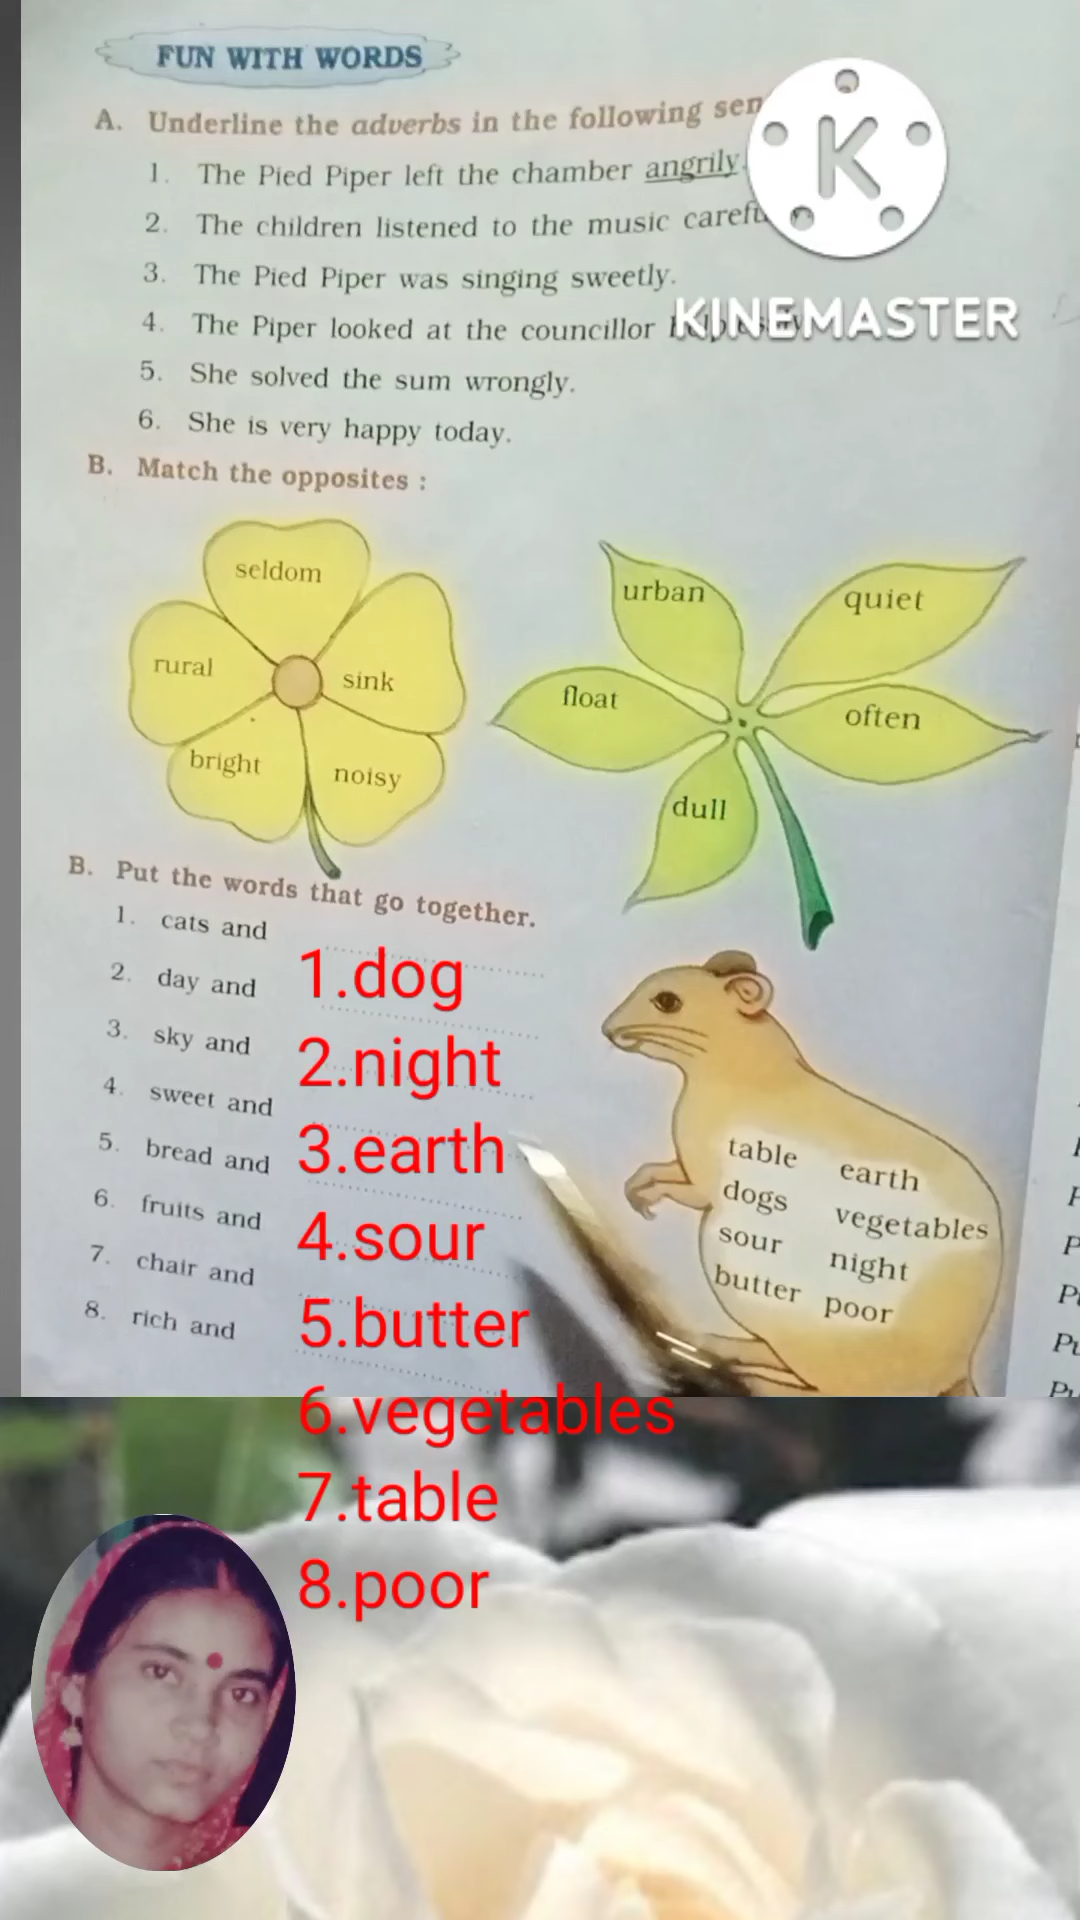 FUN WITH WORDS
A. Underline the adverbs in the following
1. The Pied Piper left the chamber angrily.
2. The children listened to the music
3. The Pied Piper was singing sweetly.
4. The Piper looked at the councillor
5. She solved the sum wrongly.
6. She is very happy today.
K
KINEMASTER
B. Match the opposites :
seldom
rural
sink
bright
noisy
urban
quiet
float
often
dull
B. Put the words that go together.
1. cats and
2. day and
3. sky and
4. sweet and
5. bread and
6. fruits and
7. chair and
8. rich and
1.dog
2.night
3.earth
4.sour
5.butter
6.vegetables
7.table
8.poor
table earth
dogs vegetables
sour night
butter poor